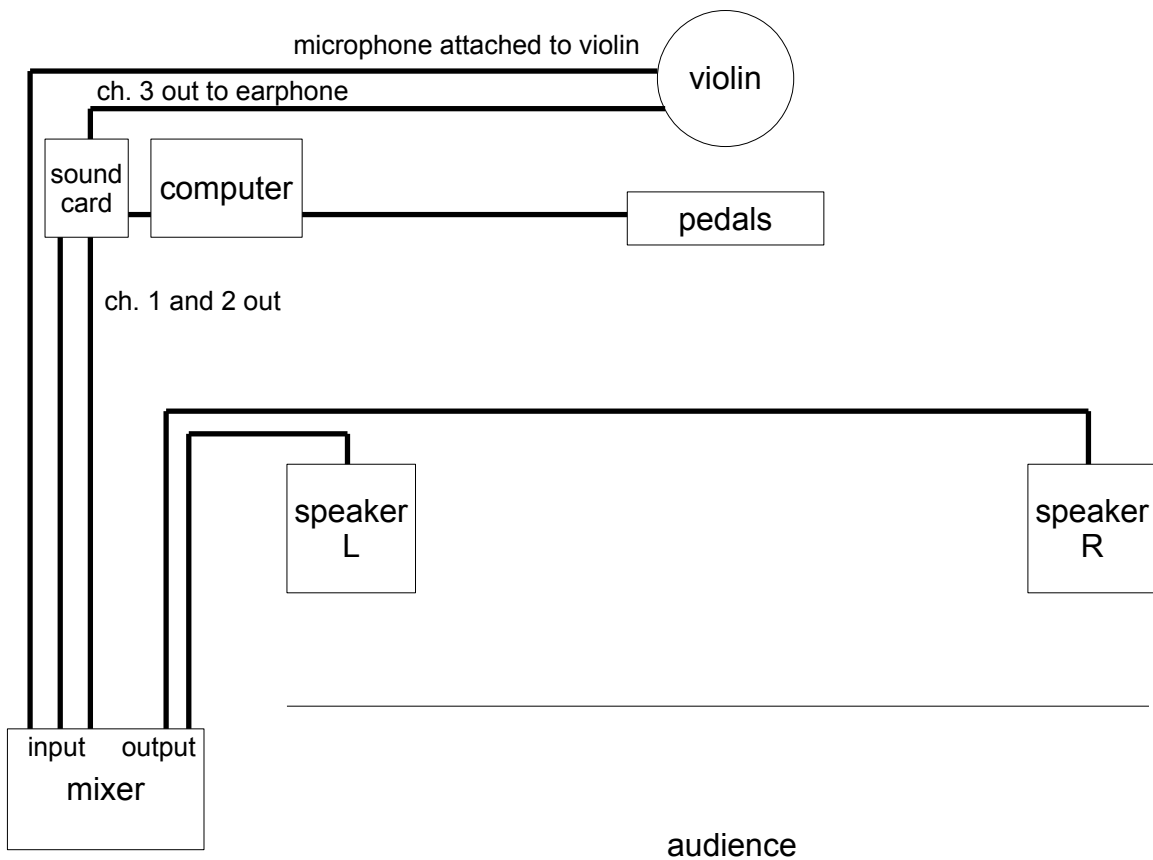 microphone attached to violin
violin
ch. 3 out to earphone
sound
card
computer
pedals
ch. 1 and 2 out
speaker
L
speaker
R
input output
mixer
audience